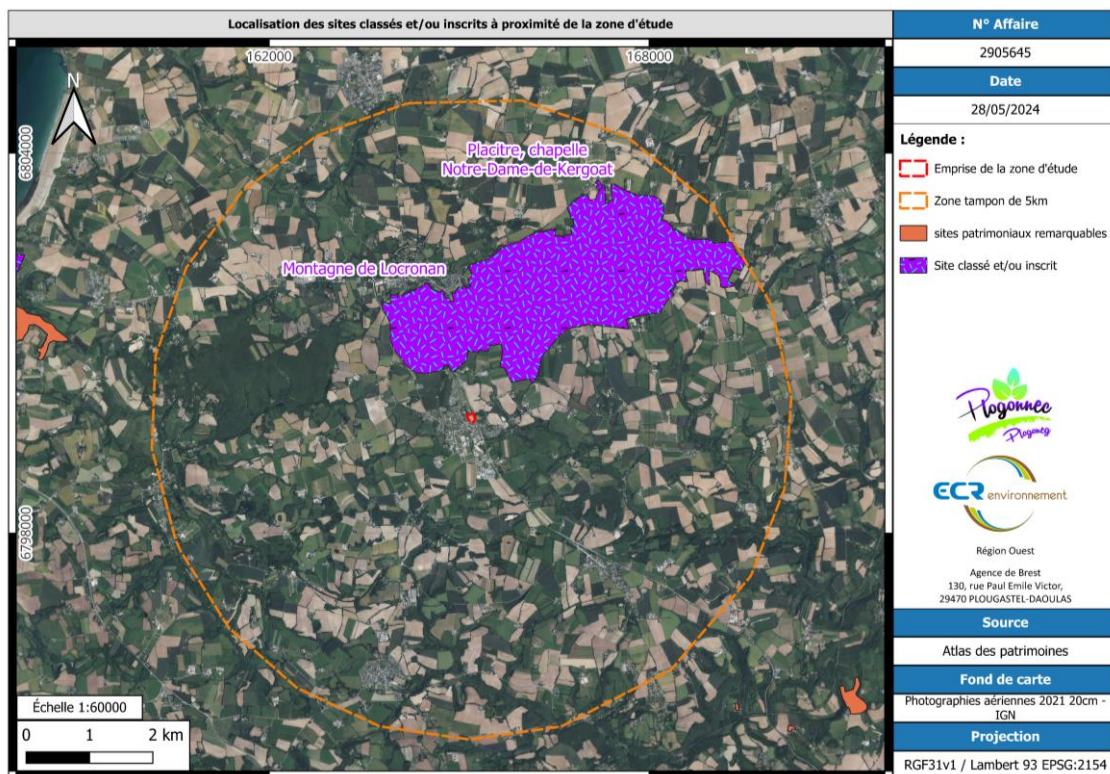 Localisation des sites classés et/ou inscrits à proximité de la zone d'étude
162000
168000
N
6804000
6798000
Placitre, chapelle
Notre-Dame-de-Kergoat
Montagne de Locronan
Échelle 1:60000
0 1 2 km
N° Affaire
2905645
Date
28/05/2024
Légende :
Emprise de la zone d'étude
Zone tampon de 5km
sites patrimoniaux remarquables
Site classé et/ou inscrit
Plogonnec
Plogoneg
ECR environnement
Région Ouest
Agence de Brest
130, rue Paul Emile Victor,
29470 PLOUGASTEL-DAOULAS
Source
Atlas des patrimoines
Fond de carte
Photographies aériennes 2021 20cm -
IGN
Projection
RGF31v1 / Lambert 93 EPSG:2154